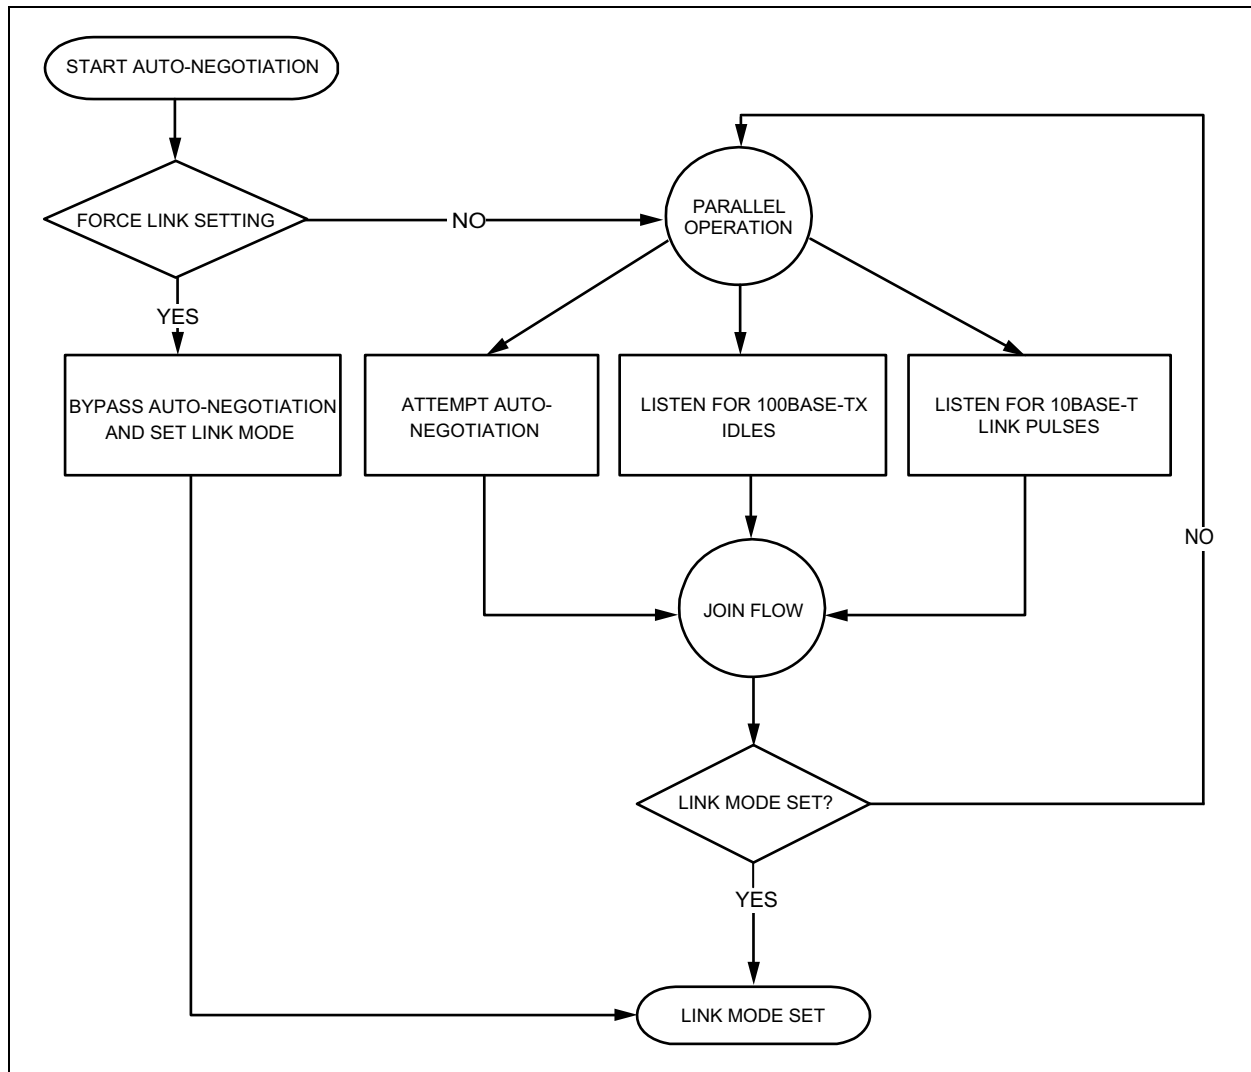 START AUTO-NEGOTIATION
FORCE LINK SETTING
NO
PARALLEL
OPERATION
YES
BYPASS AUTO-NEGOTIATION
AND SET LINK MODE
ATTEMPT AUTO-
NEGOTIATION
LISTEN FOR 100BASE-TX
IDLES
LISTEN FOR 10BASE-T
LINK PULSES
NO
JOIN FLOW
LINK MODE SET?
YES
LINK MODE SET